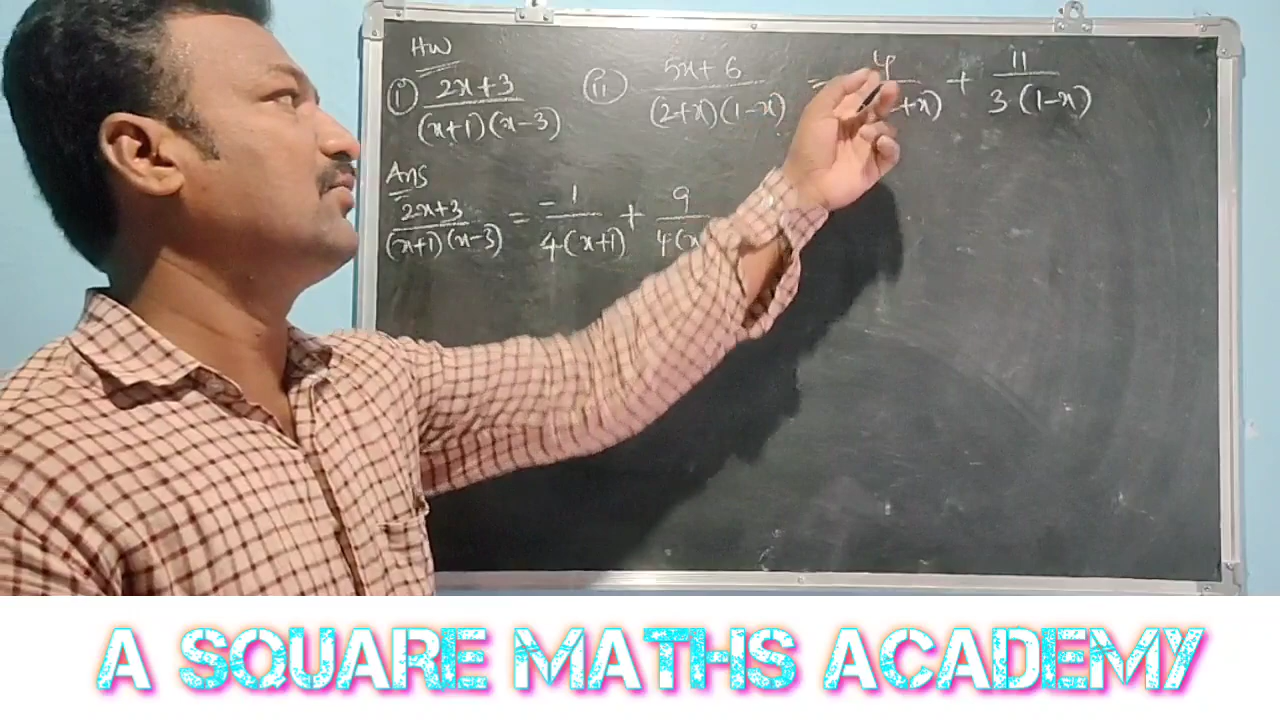 HW
(i) 2x+3 / (x+1)(x-3)
(ii) 5x+6 / (2+x)(1-x) = +x) + 11 / 3(1-x)
Ans
2x+3 / (x+1)(x-3) = -1 / 4(x+1) + 9 / 4(x
A SQUARE MATHS ACADEMY